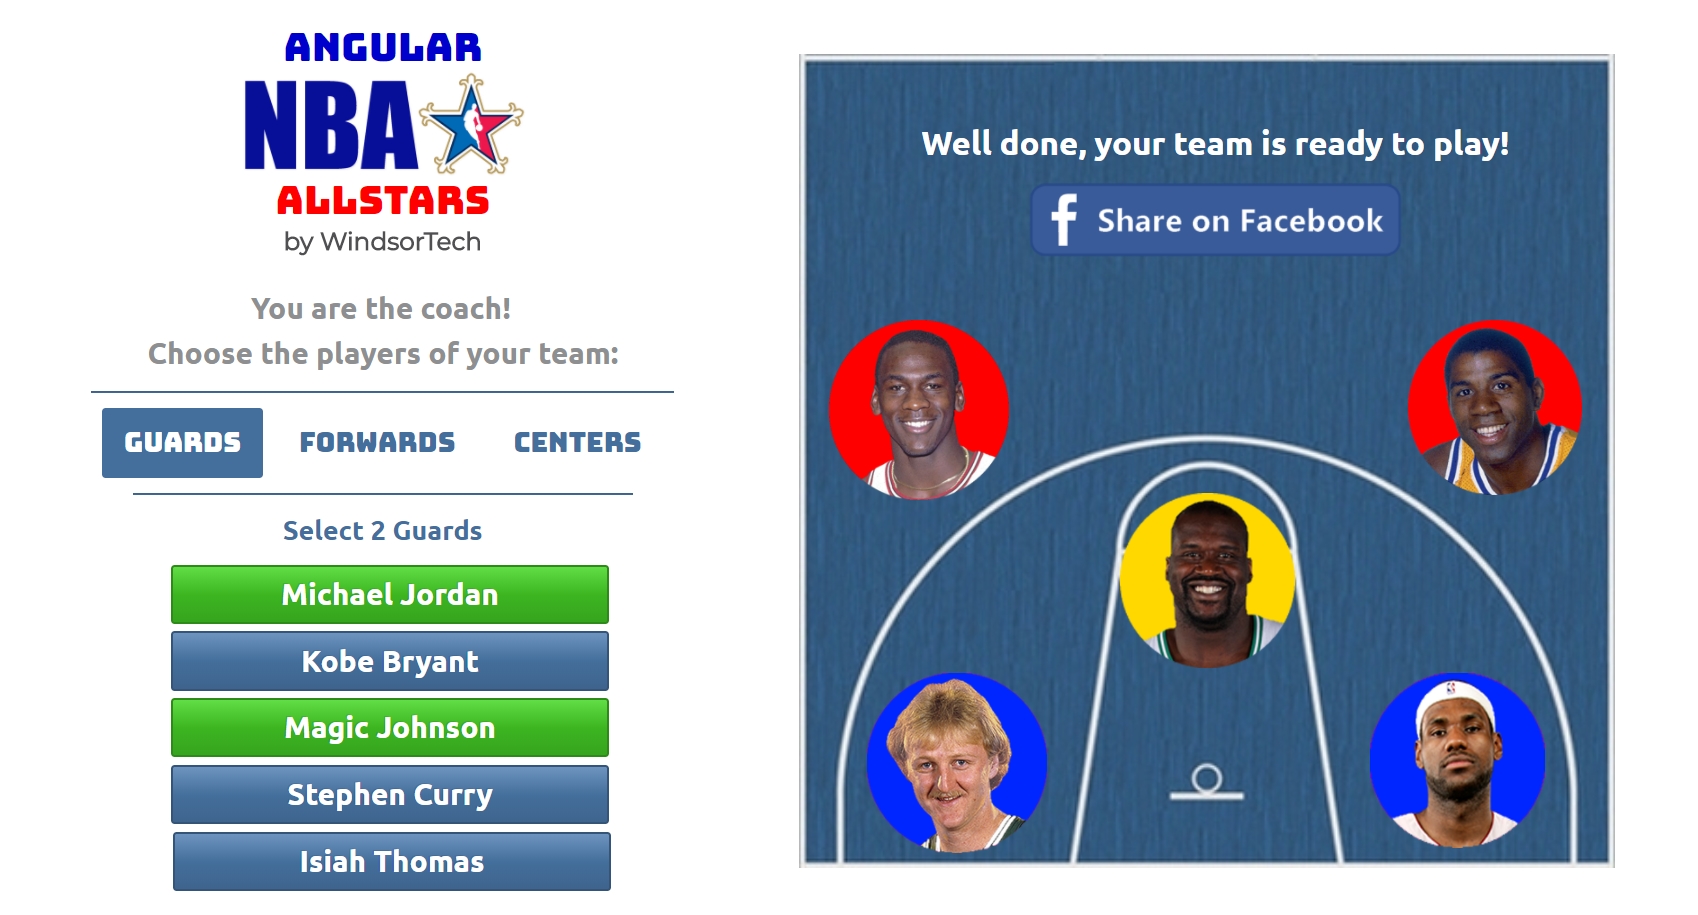 ANGULAR
NBA
ALLSTARS
by WindsorTech
You are the coach!
Choose the players of your team:
GUARDS FORWARDS CENTERS
Select 2 Guards
Michael Jordan
Kobe Bryant
Magic Johnson
Stephen Curry
Isiah Thomas
Well done, your team is ready to play!
f Share on Facebook